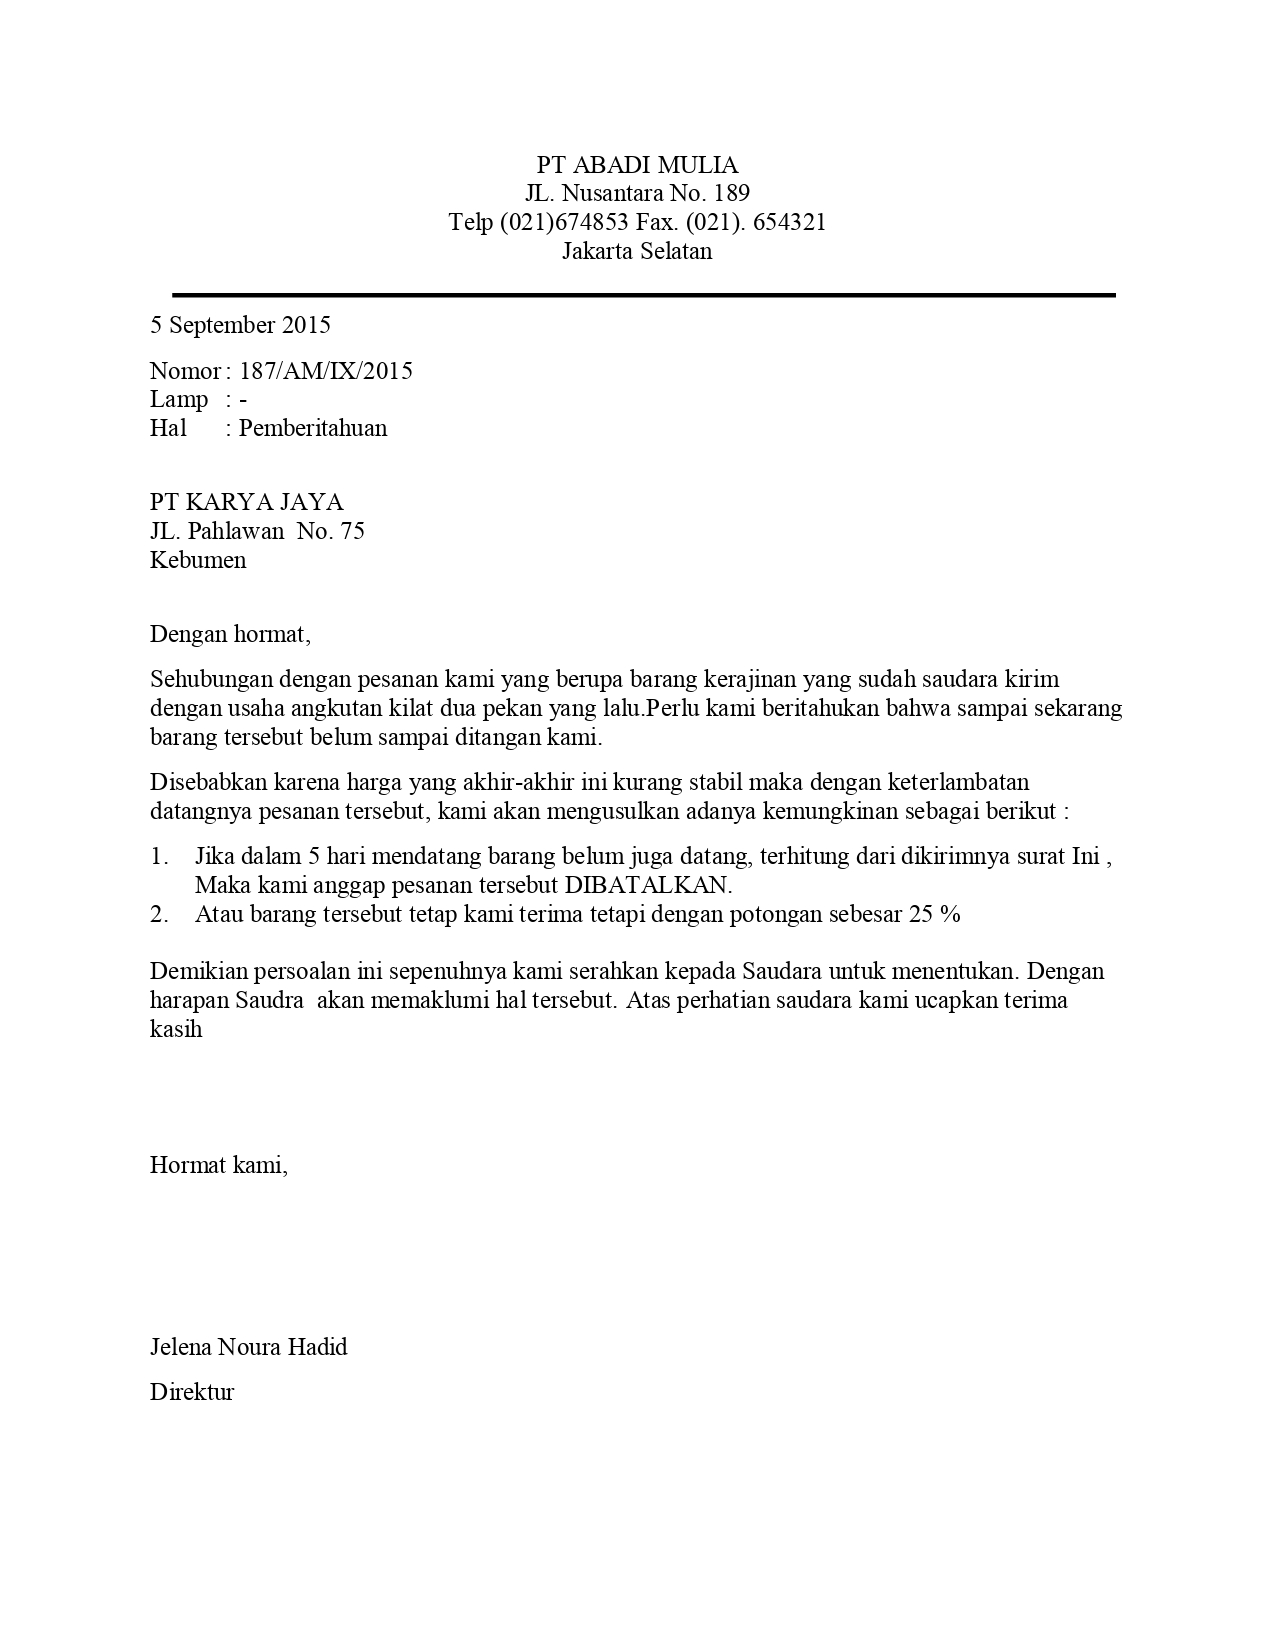 PT ABADI MULIA
JL. Nusantara No. 189
Telp (021)674853 Fax. (021). 654321
Jakarta Selatan
5 September 2015
Nomor : 187/AM/IX/2015
Lamp : -
Hal : Pemberitahuan
PT KARYA JAYA
JL. Pahlawan  No. 75
Kebumen
Dengan hormat,
Sehubungan dengan pesanan kami yang berupa barang kerajinan yang sudah saudara kirim
dengan usaha angkutan kilat dua pekan yang lalu.Perlu kami beritahukan bahwa sampai sekarang
barang tersebut belum sampai ditangan kami.
Disebabkan karena harga yang akhir-akhir ini kurang stabil maka dengan keterlambatan
datangnya pesanan tersebut, kami akan mengusulkan adanya kemungkinan sebagai berikut :
1. Jika dalam 5 hari mendatang barang belum juga datang, terhitung dari dikirimnya surat Ini ,
Maka kami anggap pesanan tersebut DIBATALKAN.
2. Atau barang tersebut tetap kami terima tetapi dengan potongan sebesar 25 %
Demikian persoalan ini sepenuhnya kami serahkan kepada Saudara untuk menentukan. Dengan
harapan Saudra  akan memaklumi hal tersebut. Atas perhatian saudara kami ucapkan terima
kasih
Hormat kami,
Jelena Noura Hadid
Direktur